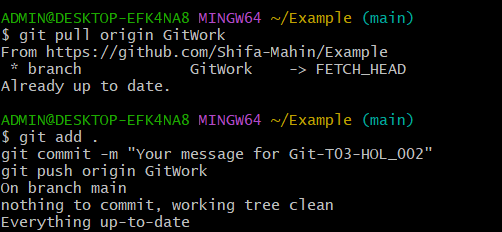 ADMIN@DESKTOP-EFK4NA8 MINGW64 ~/Example (main)
$ git pull origin GitWork
From https://github.com/Shifa-Mahin/Example
 * branch            GitWork    -> FETCH_HEAD
Already up to date.

ADMIN@DESKTOP-EFK4NA8 MINGW64 ~/Example (main)
$ git add .
git commit -m "Your message for Git-T03-HOL_002"
git push origin GitWork
On branch main
nothing to commit, working tree clean
Everything up-to-date